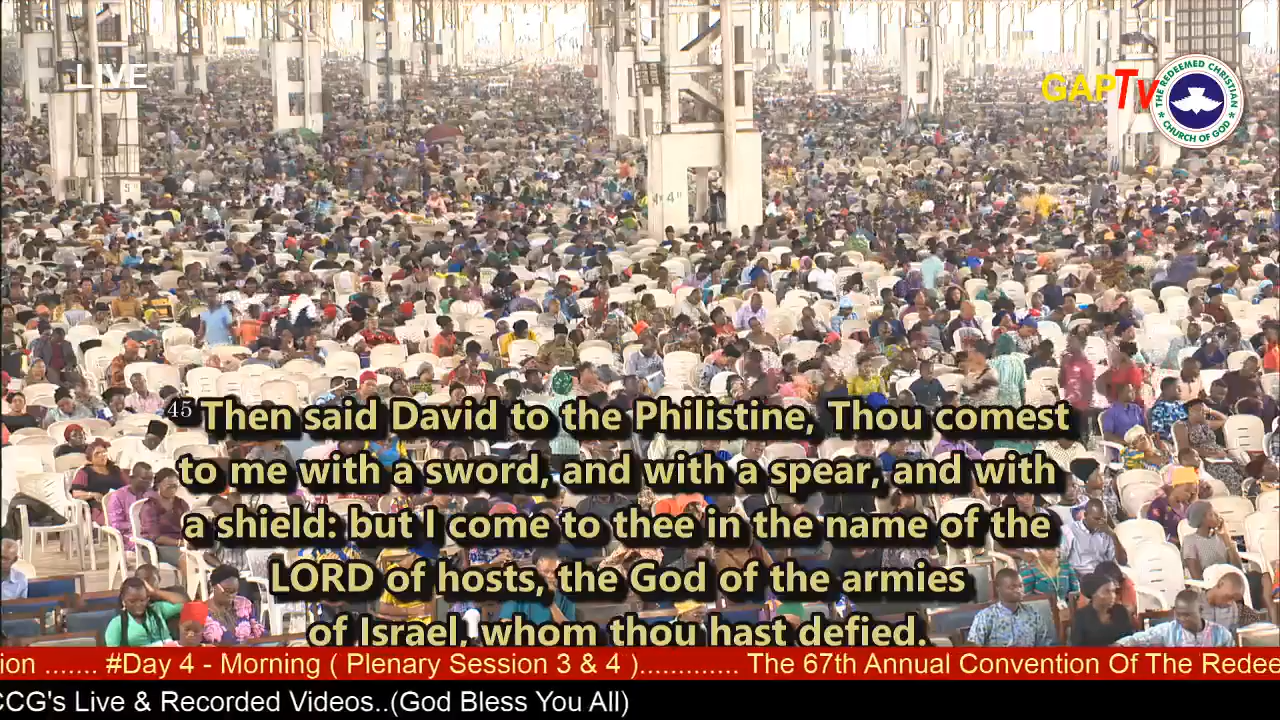 LIVE
GAPTv
THE REDEEMED CHRISTIAN
CHURCH OF GOD
45 Then said David to the Philistine, Thou comest
to me with a sword, and with a spear, and with
a shield: but I come to thee in the name of the
LORD of hosts, the God of the armies
of Israel, whom thou hast defied.
ion ....... #Day 4 - Morning ( Plenary Session 3 & 4 )............. The 67th Annual Convention Of The Redee
CCG's Live & Recorded Videos..(God Bless You All)